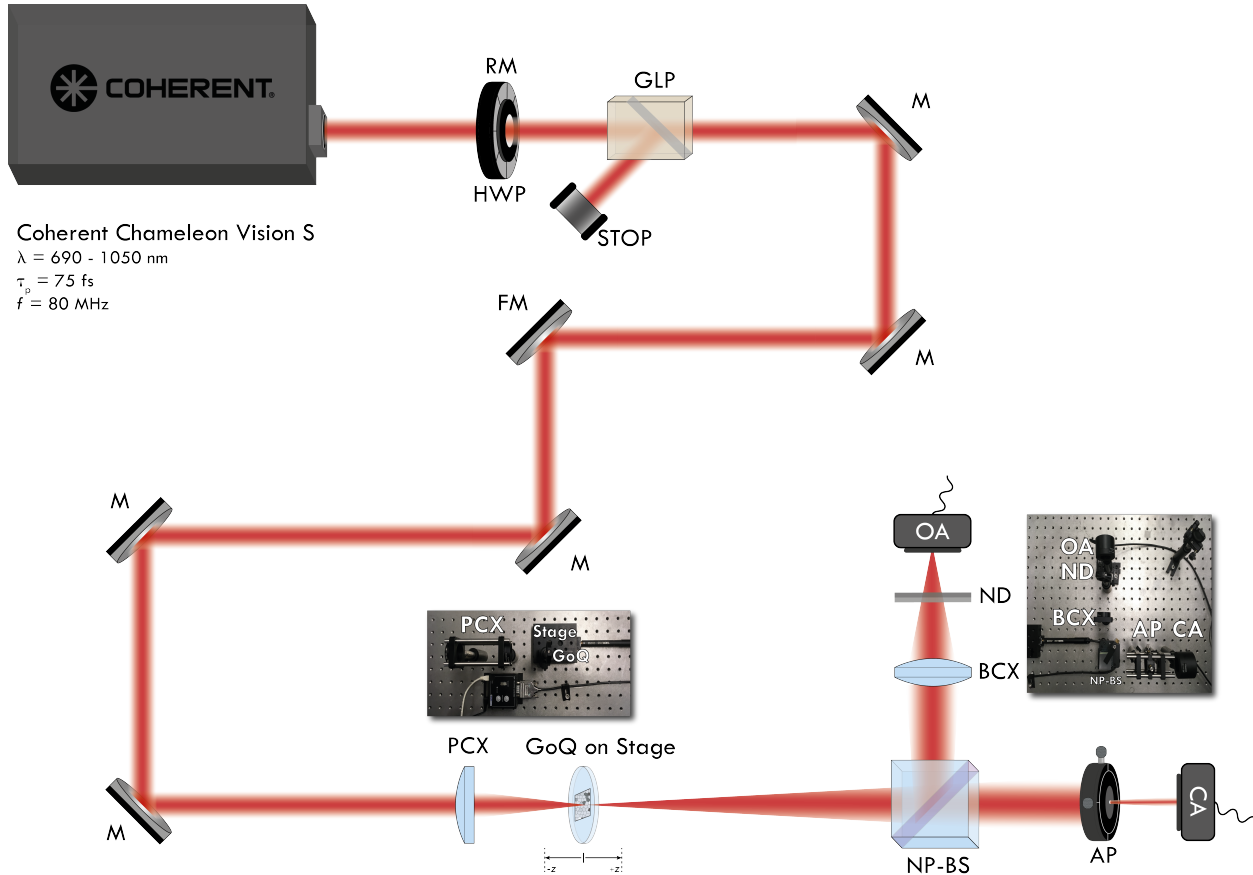 COHERENT.
RM
GLP
M
HWP
STOP
Coherent Chameleon Vision S
λ = 690 - 1050 nm
τp = 75 fs
f = 80 MHz
FM
M
M
M
OA
ND
BCX
OA
ND
BCX
AP CA
NP-BS
PCX
Stage
GoQ
PCX
GoQ on Stage
M
-z
+z
NP-BS
AP
CA